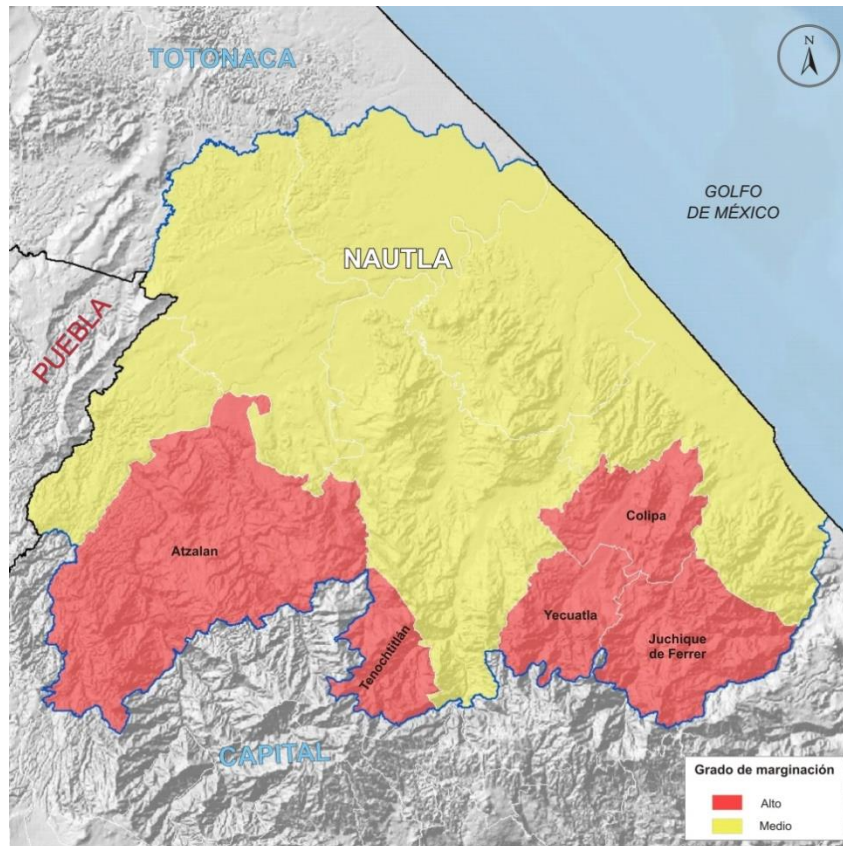 TOTONACA
N
GOLFO
DE MÉXICO
NAUTLA
PUEBLA
Colipa
Atzalan
Yecuatla
Tenochtitlán
Juchique
de Ferrer
CAPITAL
Grado de marginación
Alto
Medio